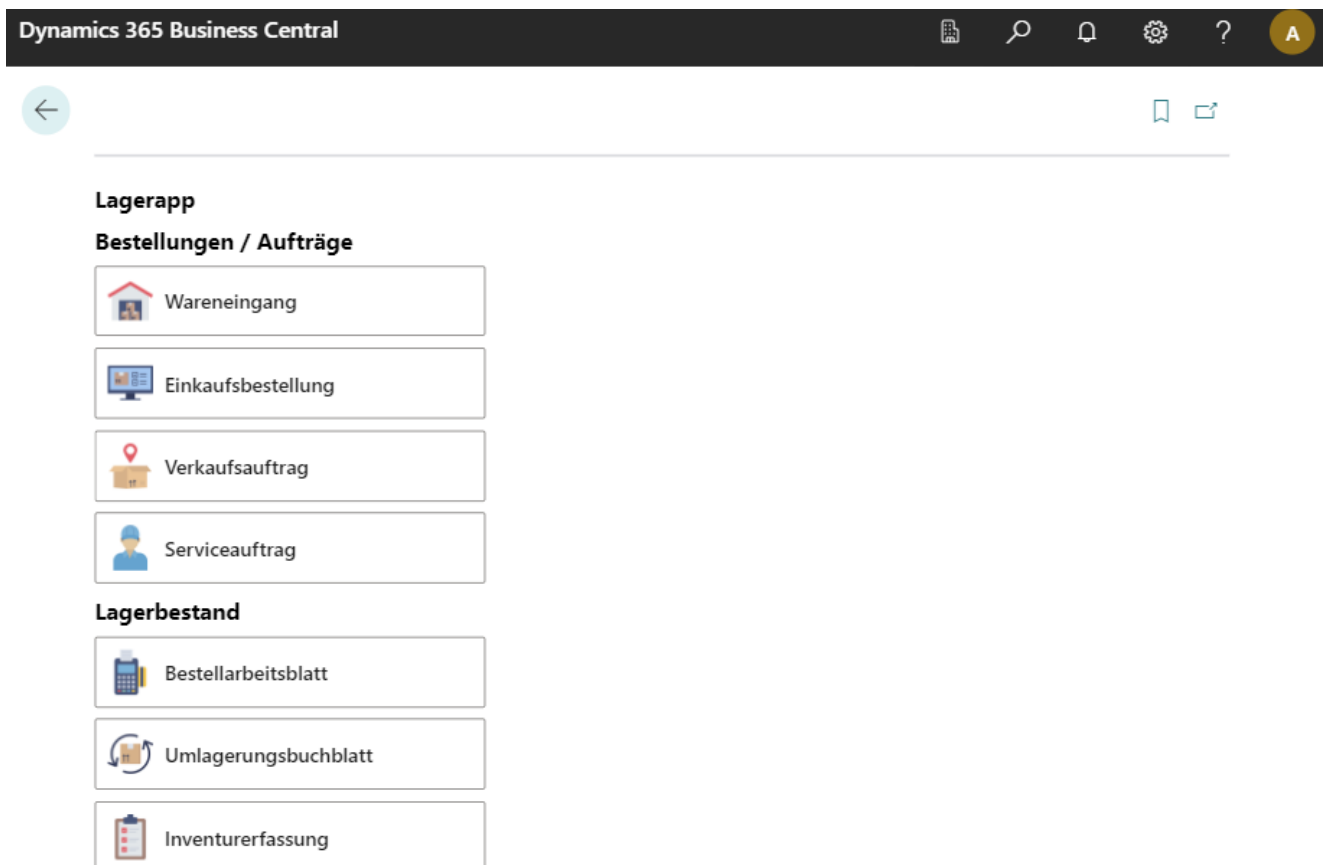 Dynamics 365 Business Central
?
A
Lagerapp
Bestellungen / Aufträge
Wareneingang
Einkaufsbestellung
Verkaufsauftrag
Serviceauftrag
Lagerbestand
Bestellarbeitsblatt
Umlagerungsbuchblatt
Inventurerfassung